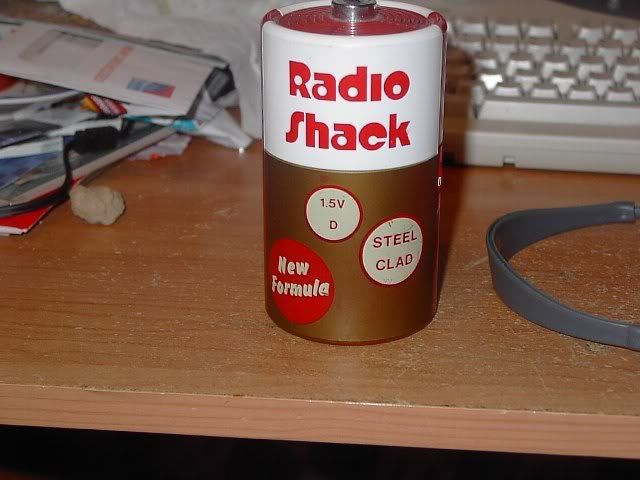 Radio
Shack
1.5V
D
STEEL
CLAD
New
Formula